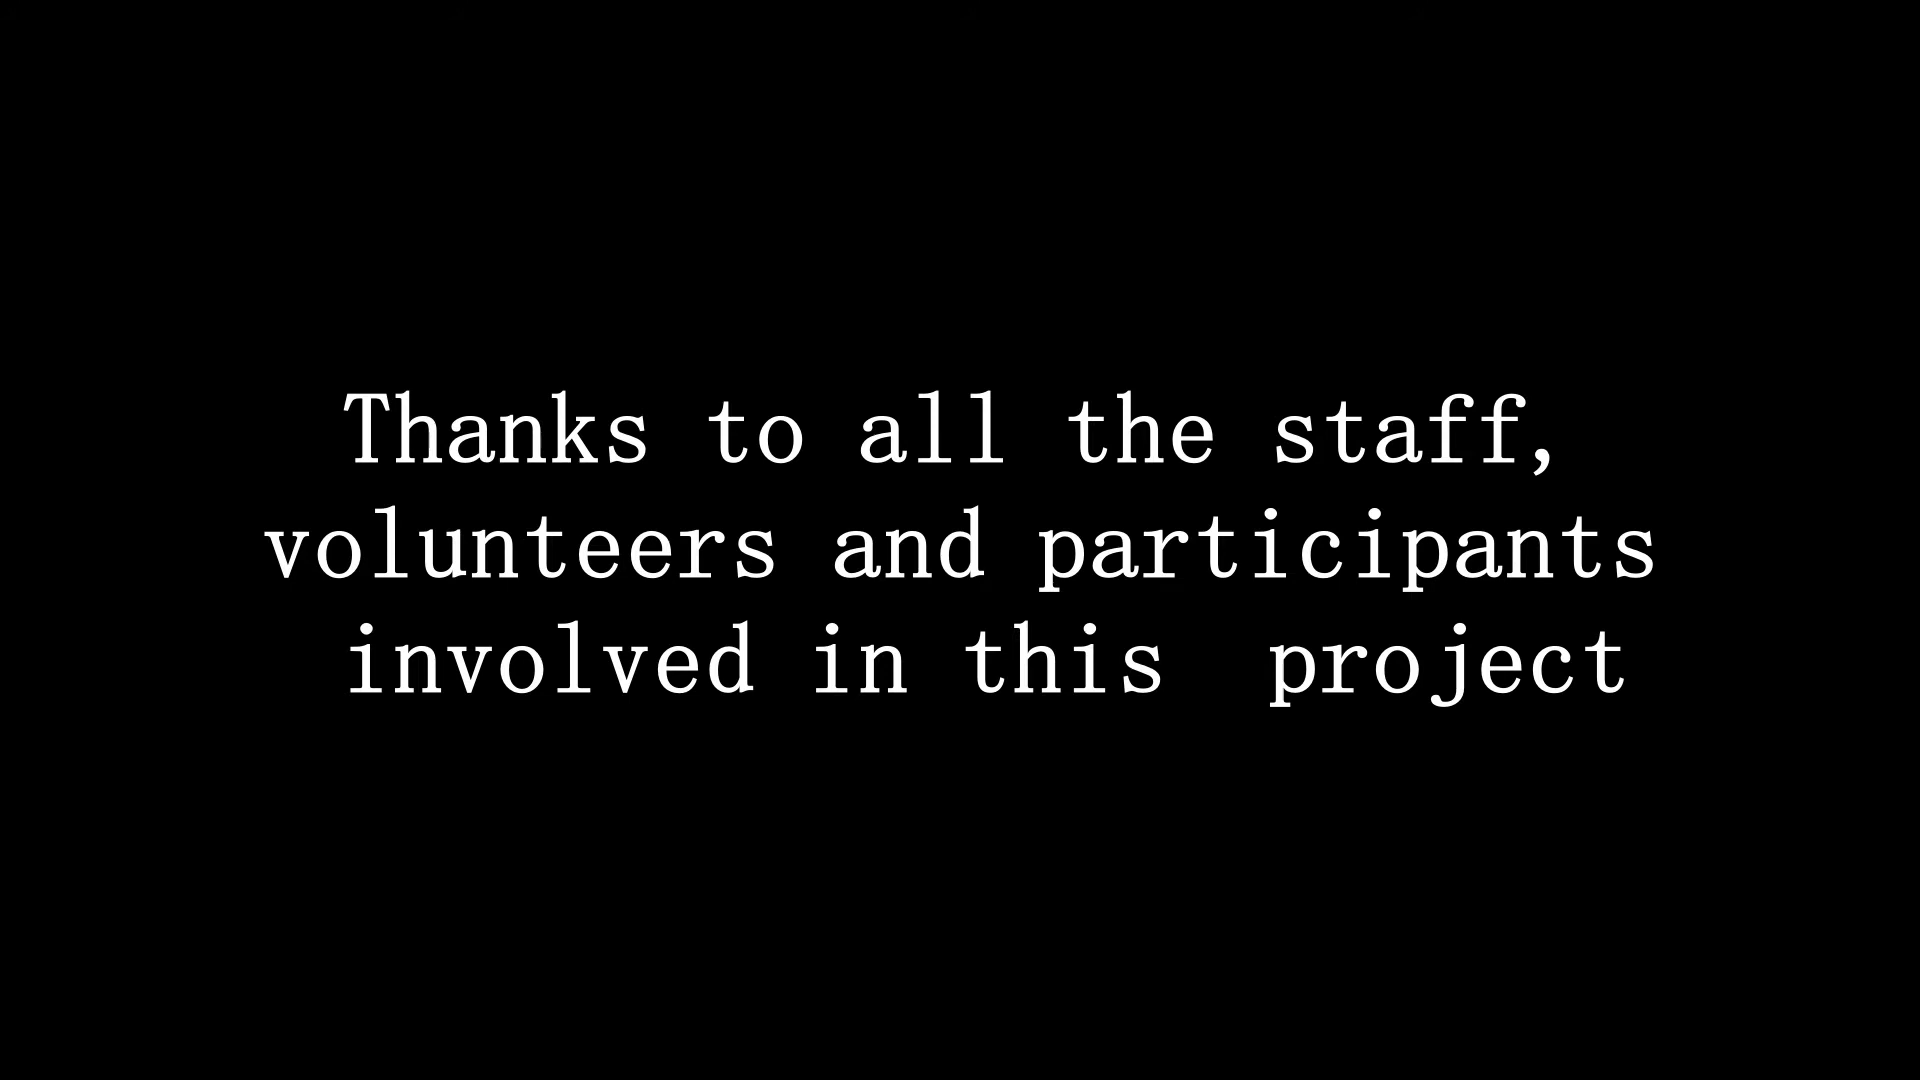 Thanks to all the staff,
volunteers and participants
involved in this  project